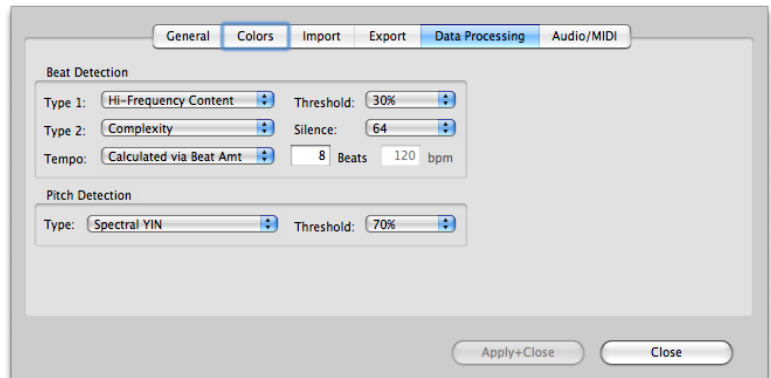 General Colors Import Export Data Processing Audio/MIDI
Beat Detection
Type 1: Hi-Frequency Content Threshold: 30%
Type 2: Complexity Silence: 64
Tempo: Calculated via Beat Amt 8 Beats 120 bpm
Pitch Detection
Type: Spectral YIN Threshold: 70%
Apply+Close Close